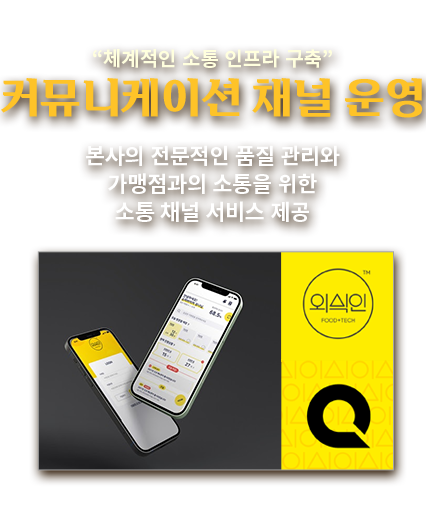 “체계적인 소통 인프라 구축”
커뮤니케이션 채널 운영
본사의 전문적인 품질 관리와
가맹점과의 소통을 위한
소통 채널 서비스 제공
TM
외식인
FOOD+TECH
68.5